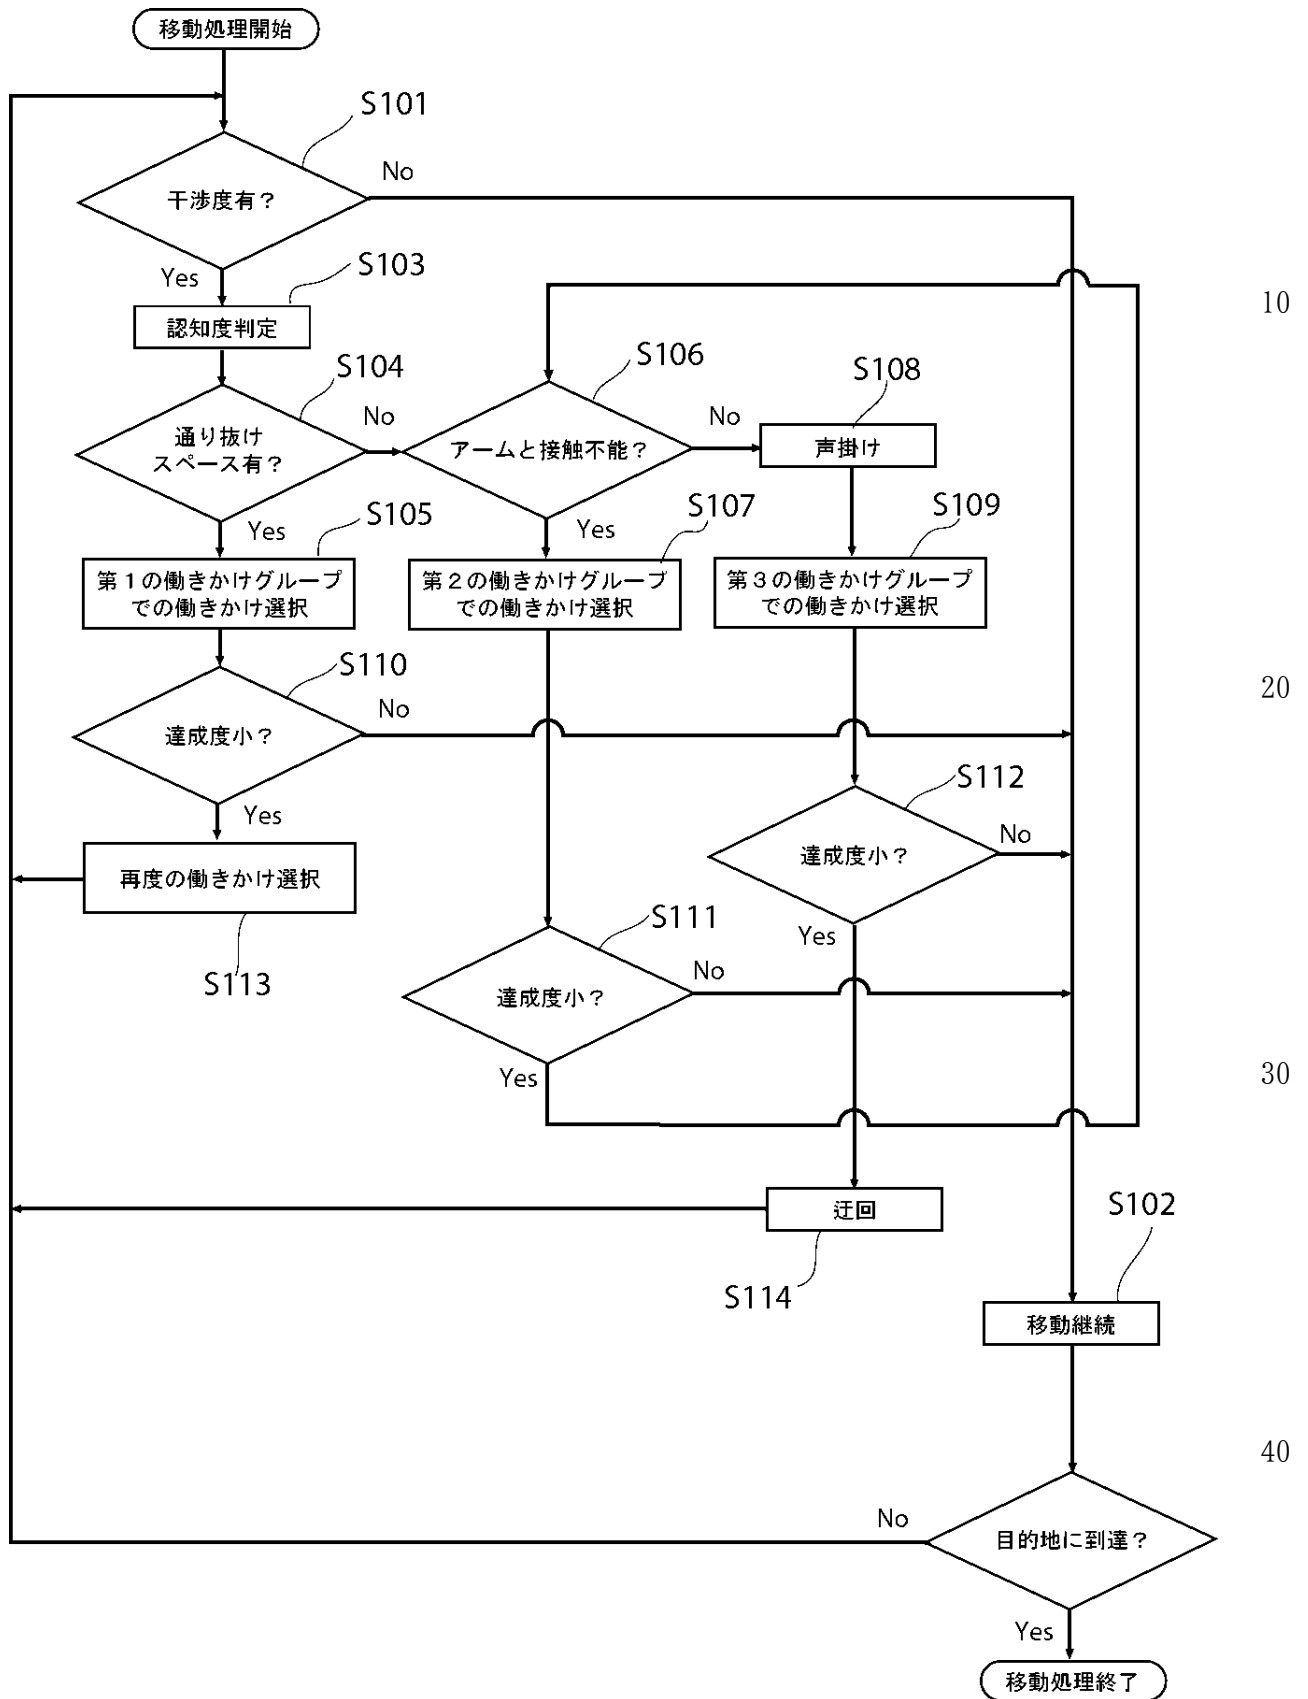 移動処理開始
S101
干渉度有？
No
Yes
S103
認知度判定
10
S104
通り抜け
スペース有？
No
Yes
S106
アームと接触不能？
No
Yes
S108
声掛け
S105
第１の働きかけグループ
での働きかけ選択
S107
第２の働きかけグループ
での働きかけ選択
S109
第３の働きかけグループ
での働きかけ選択
20
S110
達成度小？
No
Yes
S112
達成度小？
No
Yes
再度の働きかけ選択
S113
S111
達成度小？
No
Yes
30
迂回
S114
S102
移動継続
40
目的地に到達？
No
Yes
移動処理終了